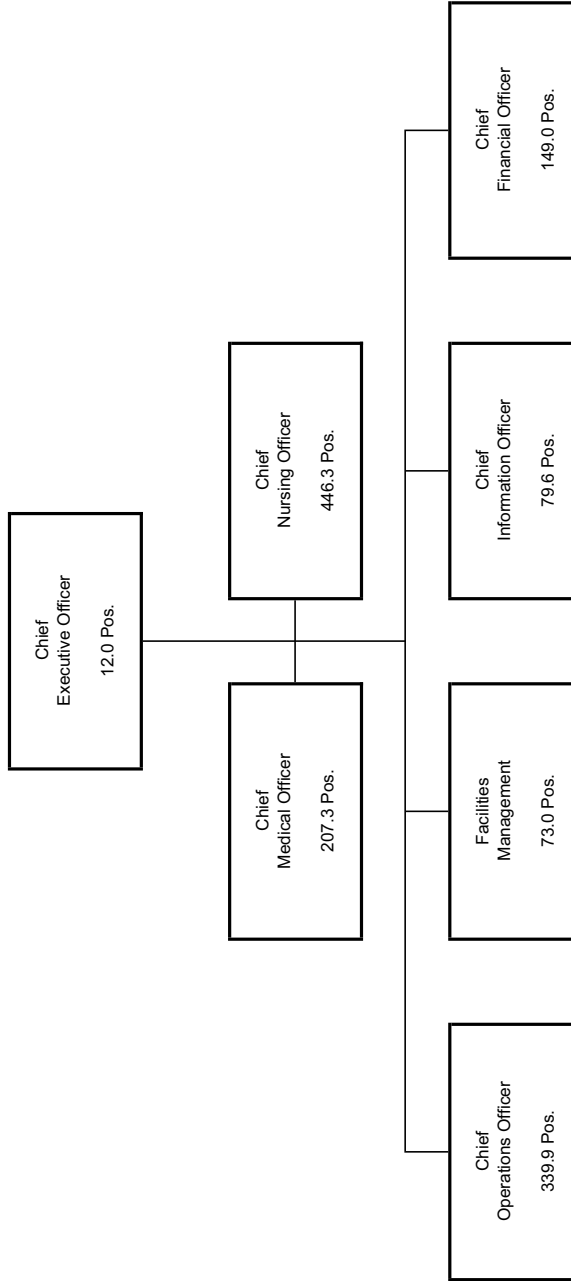 Chief
Executive Officer
12.0 Pos.
Chief
Medical Officer
207.3 Pos.
Chief
Nursing Officer
446.3 Pos.
Chief
Operations Officer
339.9 Pos.
Facilities
Management
73.0 Pos.
Chief
Information Officer
79.6 Pos.
Chief
Financial Officer
149.0 Pos.